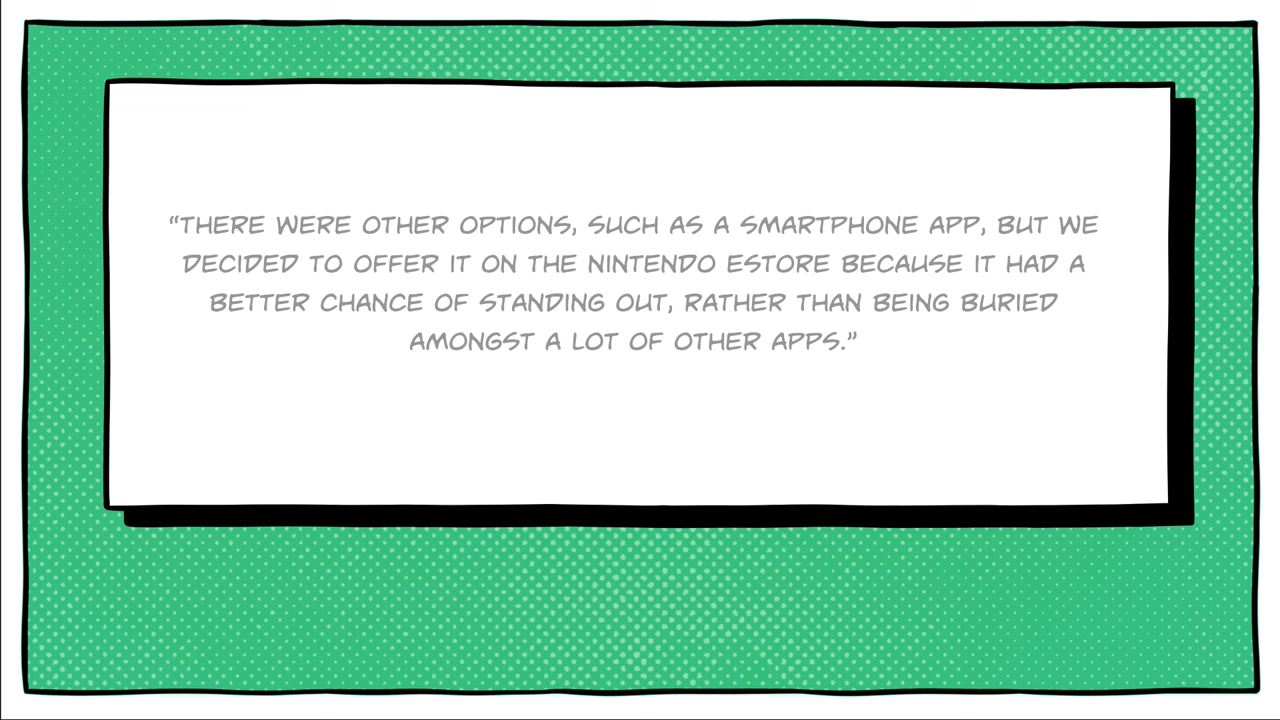 “THERE WERE OTHER OPTIONS, SUCH AS A SMARTPHONE APP, BUT WE
DECIDED TO OFFER IT ON THE NINTENDO ESTORE BECAUSE IT HAD A
BETTER CHANCE OF STANDING OUT, RATHER THAN BEING BURIED
AMONGST A LOT OF OTHER APPS.”